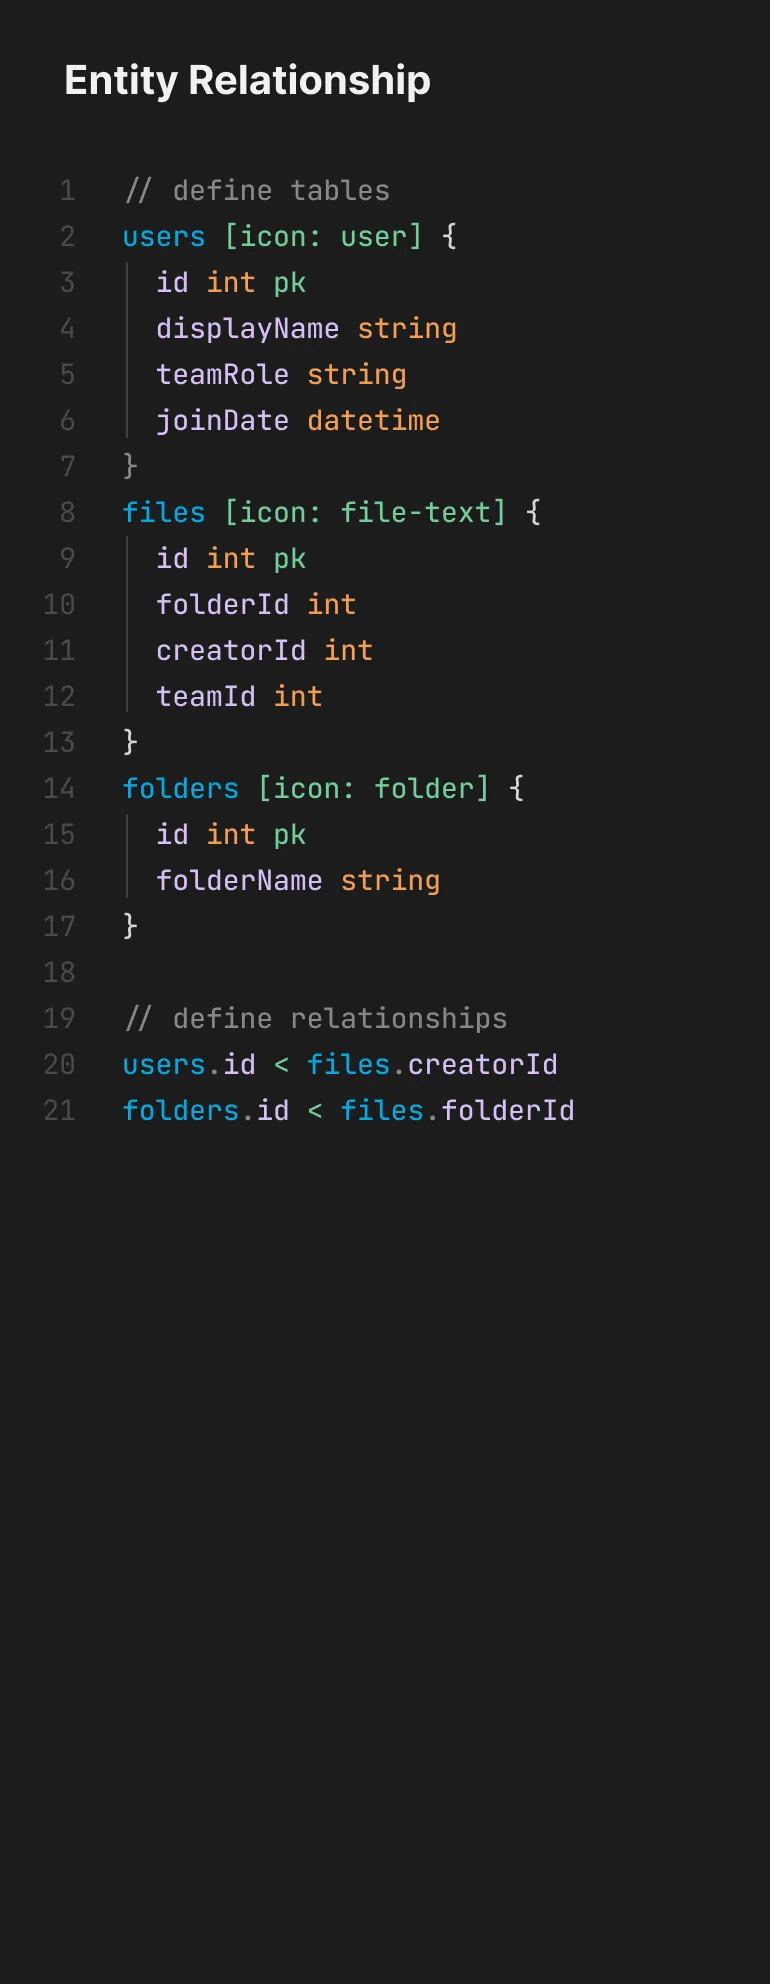 Entity Relationship
1 // define tables
2 users [icon: user] {
3 id int pk
4 displayName string
5 teamRole string
6 joinDate datetime
7 }
8 files [icon: file-text] {
9 id int pk
10 folderId int
11 creatorId int
12 teamId int
13 }
14 folders [icon: folder] {
15 id int pk
16 folderName string
17 }
18
19 // define relationships
20 users.id < files.creatorId
21 folders.id < files.folderId